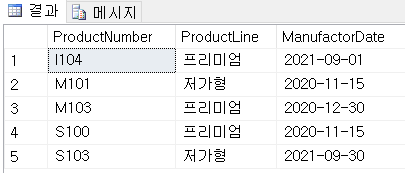 결과 메시지
ProductNumber ProductLine ManufactorDate
1 I104 프리미엄 2021-09-01
2 M101 저가형 2020-11-15
3 M103 프리미엄 2020-12-30
4 S100 프리미엄 2020-11-15
5 S103 저가형 2021-09-30